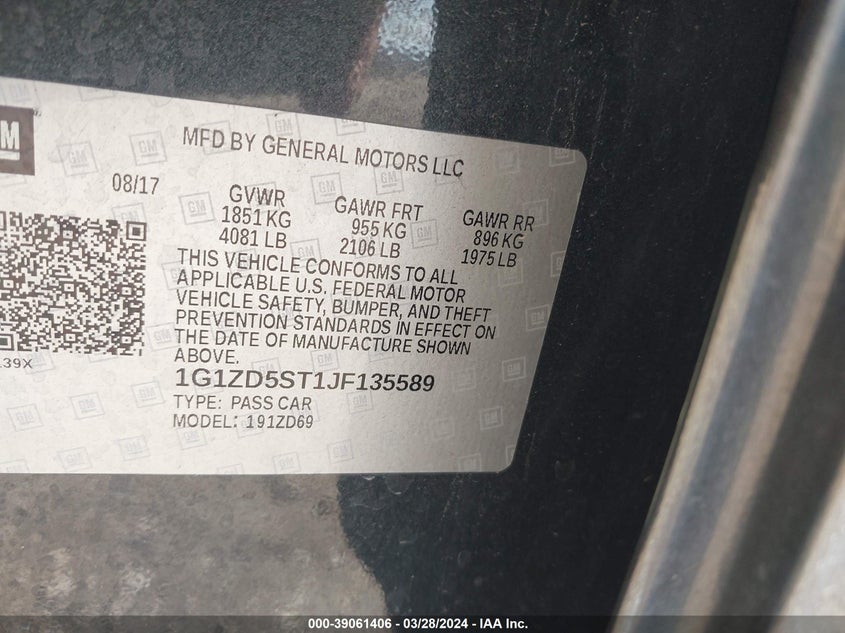 GM
MFD BY GENERAL MOTORS LLC
08/17
GVWR GAWR FRT GAWR RR
1851 KG 955 KG 896 KG
4081 LB 2106 LB 1975 LB
THIS VEHICLE CONFORMS TO ALL
APPLICABLE U.S. FEDERAL MOTOR
VEHICLE SAFETY, BUMPER, AND THEFT
PREVENTION STANDARDS IN EFFECT ON
THE DATE OF MANUFACTURE SHOWN
ABOVE.
139X
1G1ZD5ST1JF135589
TYPE: PASS CAR
MODEL: 191ZD69
000-39061406 - 03/28/2024 - IAA Inc.